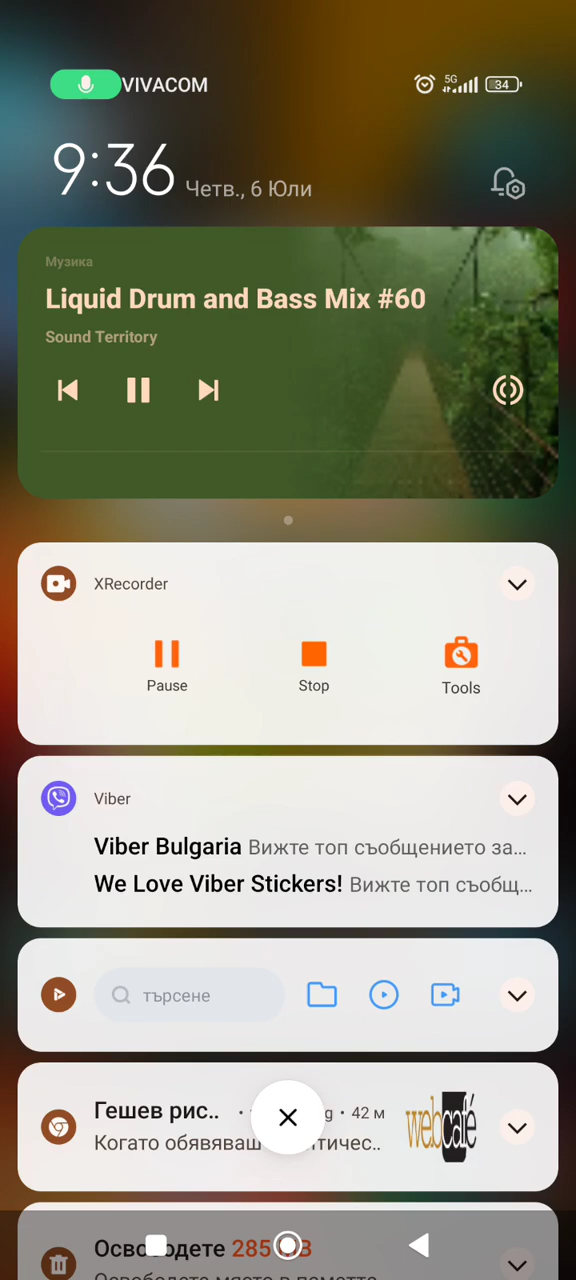 VIVACOM
5G
34
9:36
Четв., 6 Юли
Музика
Liquid Drum and Bass Mix #60
Sound Territory
XRecorder
Pause
Stop
Tools
Viber
Viber Bulgaria Вижте топ съобщението за…
We Love Viber Stickers! Вижте топ съобщ…
търсене
Гешев рис.. • g • 42 м
Когато обявяваш
webcafé
285